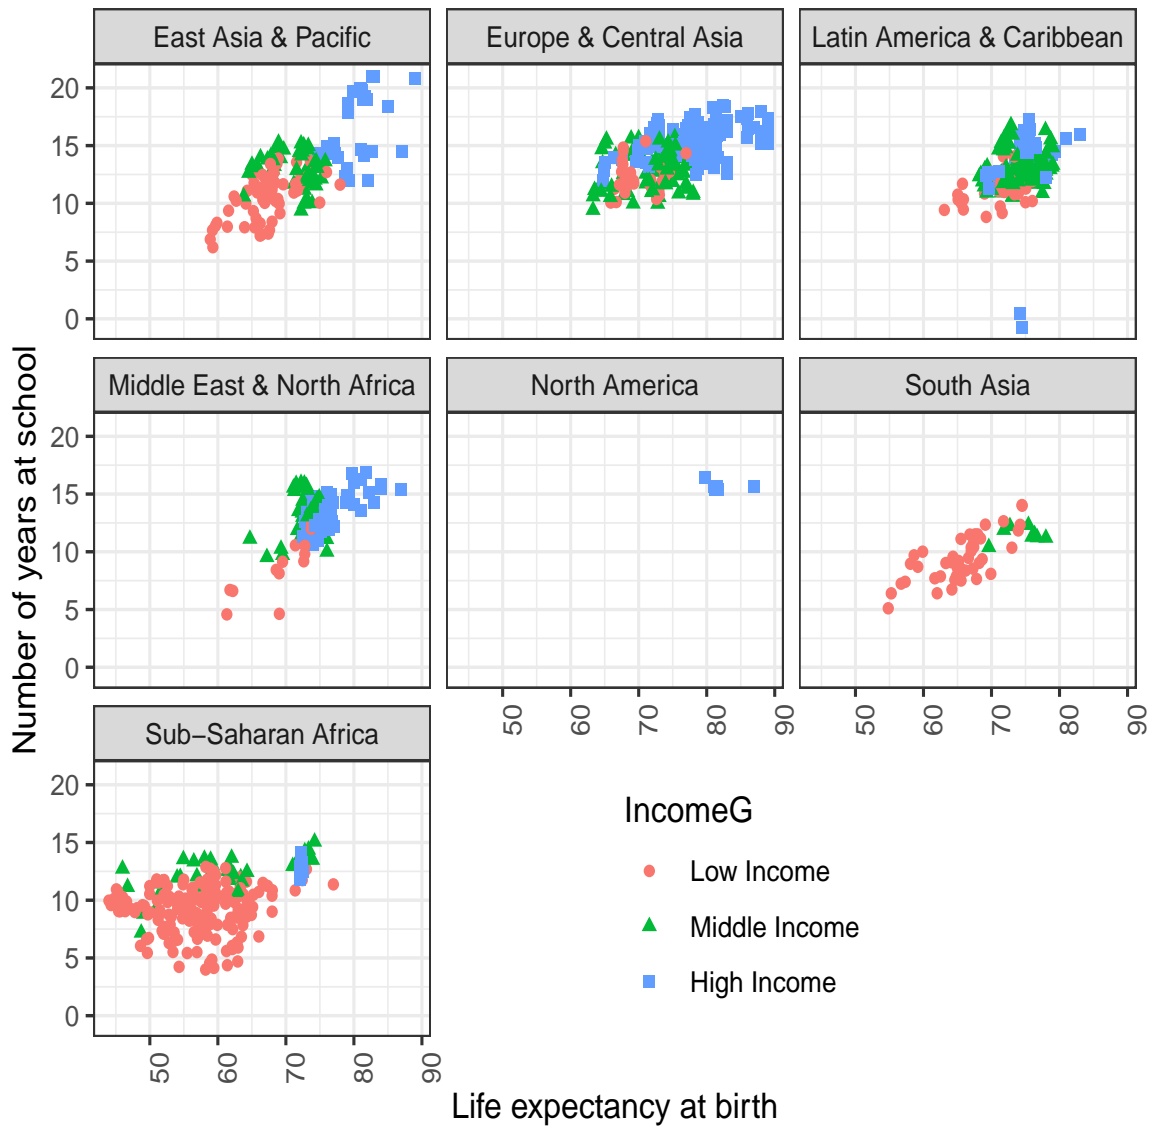 East Asia & Pacific
Europe & Central Asia
Latin America & Caribbean
20
15
10
5
0
Middle East & North Africa
North America
South Asia
20
15
10
5
0
50 60 70 80 90
50 60 70 80 90
Sub−Saharan Africa
20
15
10
5
0
50 60 70 80 90
Number of years at school
Life expectancy at birth
IncomeG
Low Income
Middle Income
High Income